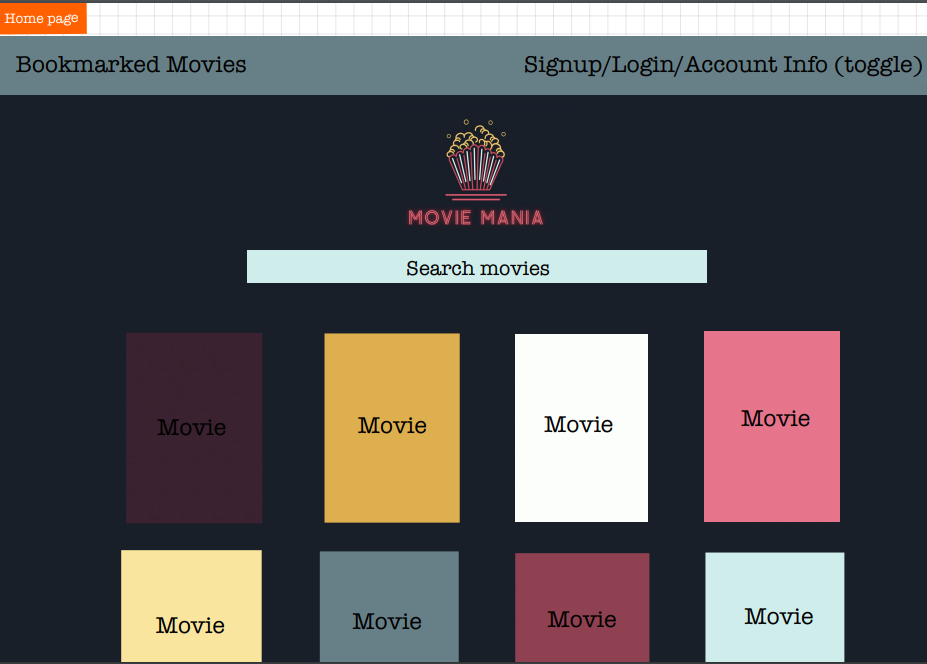 Home page
Bookmarked Movies
Signup/Login/Account Info (toggle)
MOVIE MANIA
Search movies
Movie
Movie
Movie
Movie
Movie
Movie
Movie
Movie